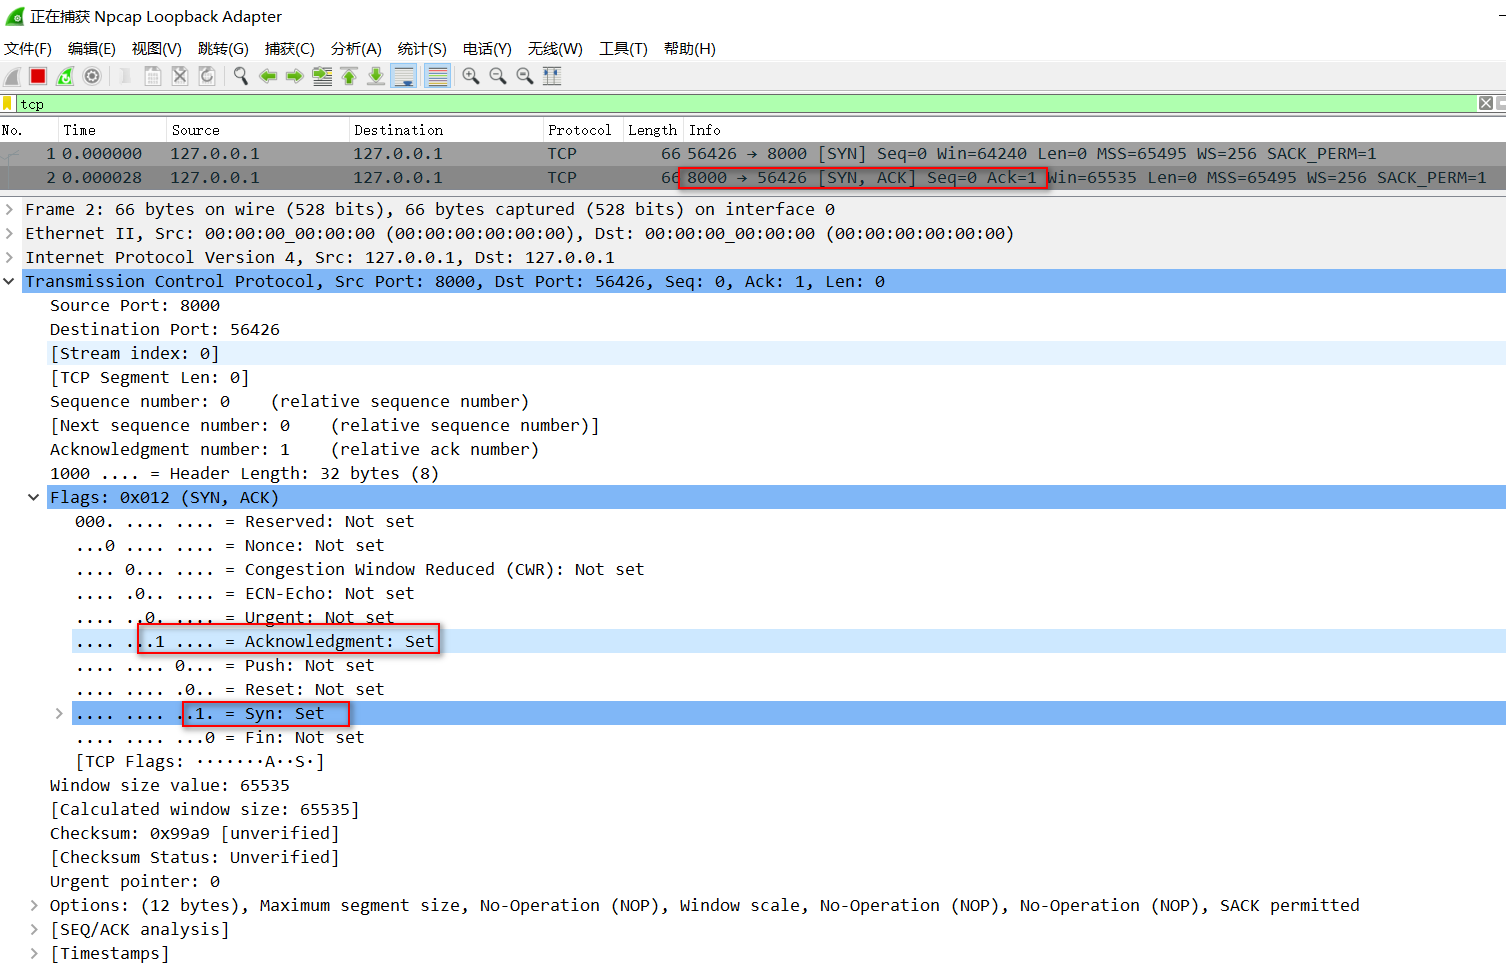 正在捕获 Npcap Loopback Adapter
文件(F) 编辑(E) 视图(V) 跳转(G) 捕获(C) 分析(A) 统计(S) 电话(Y) 无线(W) 工具(T) 帮助(H)
tcp
No. Time Source Destination Protocol Length Info
1 0.000000 127.0.0.1 127.0.0.1 TCP 66 56426 → 8000 [SYN] Seq=0 Win=64240 Len=0 MSS=65495 WS=256 SACK_PERM=1
2 0.000028 127.0.0.1 127.0.0.1 TCP 66 8000 → 56426 [SYN, ACK] Seq=0 Ack=1 Win=65535 Len=0 MSS=65495 WS=256 SACK_PERM=1
Frame 2: 66 bytes on wire (528 bits), 66 bytes captured (528 bits) on interface 0
Ethernet II, Src: 00:00:00_00:00:00 (00:00:00:00:00:00), Dst: 00:00:00_00:00:00 (00:00:00:00:00:00)
Internet Protocol Version 4, Src: 127.0.0.1, Dst: 127.0.0.1
Transmission Control Protocol, Src Port: 8000, Dst Port: 56426, Seq: 0, Ack: 1, Len: 0
Source Port: 8000
Destination Port: 56426
[Stream index: 0]
[TCP Segment Len: 0]
Sequence number: 0 (relative sequence number)
[Next sequence number: 0 (relative sequence number)]
Acknowledgment number: 1 (relative ack number)
1000 .... = Header Length: 32 bytes (8)
Flags: 0x012 (SYN, ACK)
000. .... .... = Reserved: Not set
...0 .... .... = Nonce: Not set
.... 0... .... = Congestion Window Reduced (CWR): Not set
.... .0.. .... = ECN-Echo: Not set
.... ..0. .... = Urgent: Not set
.... ...1 .... = Acknowledgment: Set
.... .... 0... = Push: Not set
.... .... .0.. = Reset: Not set
.... .... ..1. = Syn: Set
.... .... ...0 = Fin: Not set
[TCP Flags: ·······A··S·]
Window size value: 65535
[Calculated window size: 65535]
Checksum: 0x99a9 [unverified]
[Checksum Status: Unverified]
Urgent pointer: 0
Options: (12 bytes), Maximum segment size, No-Operation (NOP), Window scale, No-Operation (NOP), No-Operation (NOP), SACK permitted
[SEQ/ACK analysis]
[Timestamps]